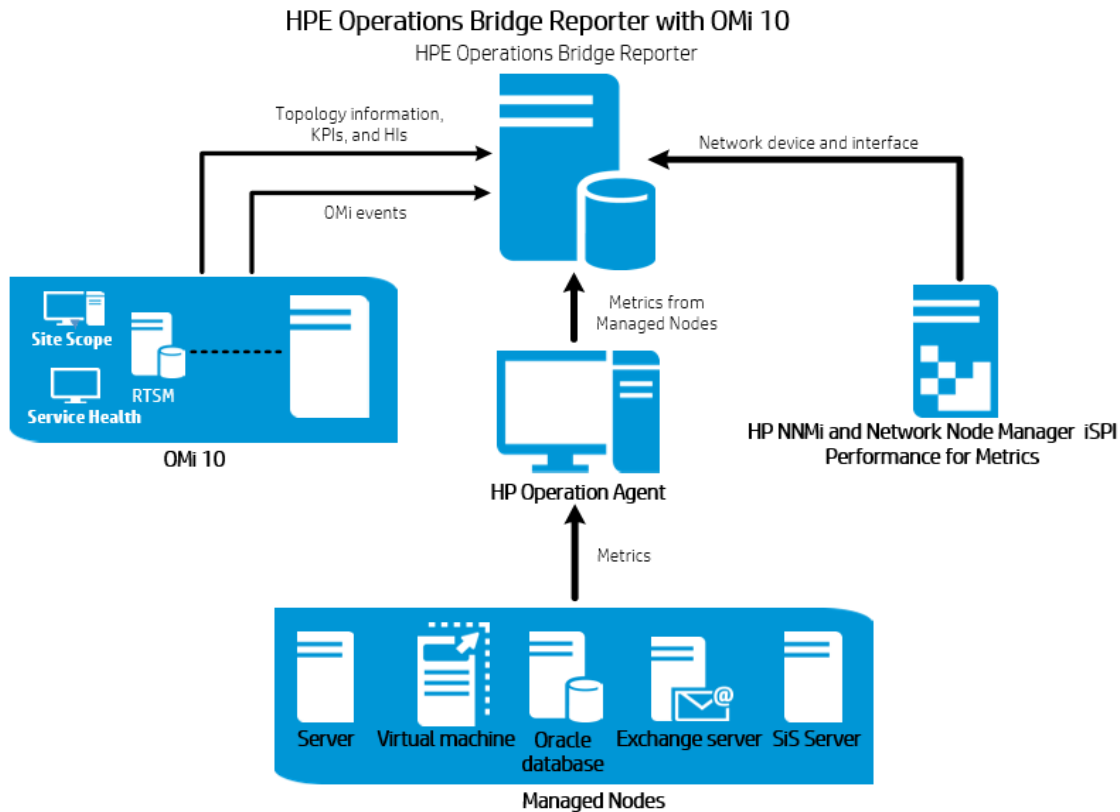 HPE Operations Bridge Reporter with OMi 10
HPE Operations Bridge Reporter
Topology information,
KPIs, and HIs
Network device and interface
OMi events
Metrics from
Managed Nodes
Site Scope
RTSM
Service Health
OMi 10
HP Operation Agent
HP NNMi and Network Node Manager iSPI
Performance for Metrics
Metrics
Server
Virtual machine
Oracle
database
Exchange server
@
SiS Server
Managed Nodes